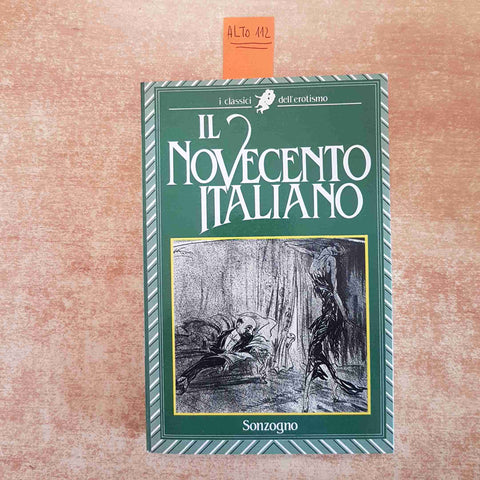 ALTO 112
i classici dell'erotismo
IL
NOVECENTO
ITALIANO
Sonzogno